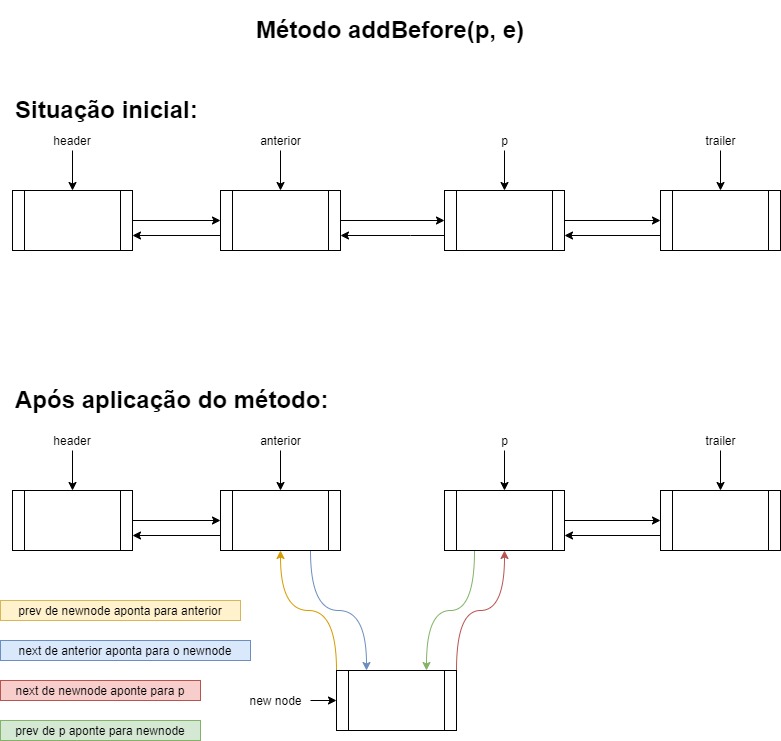 Método addBefore(p, e)
Situação inicial:
header
anterior
p
trailer
Após aplicação do método:
header
anterior
p
trailer
prev de newnode aponta para anterior
next de anterior aponta para o newnode
next de newnode aponte para p
new node
prev de p aponte para newnode